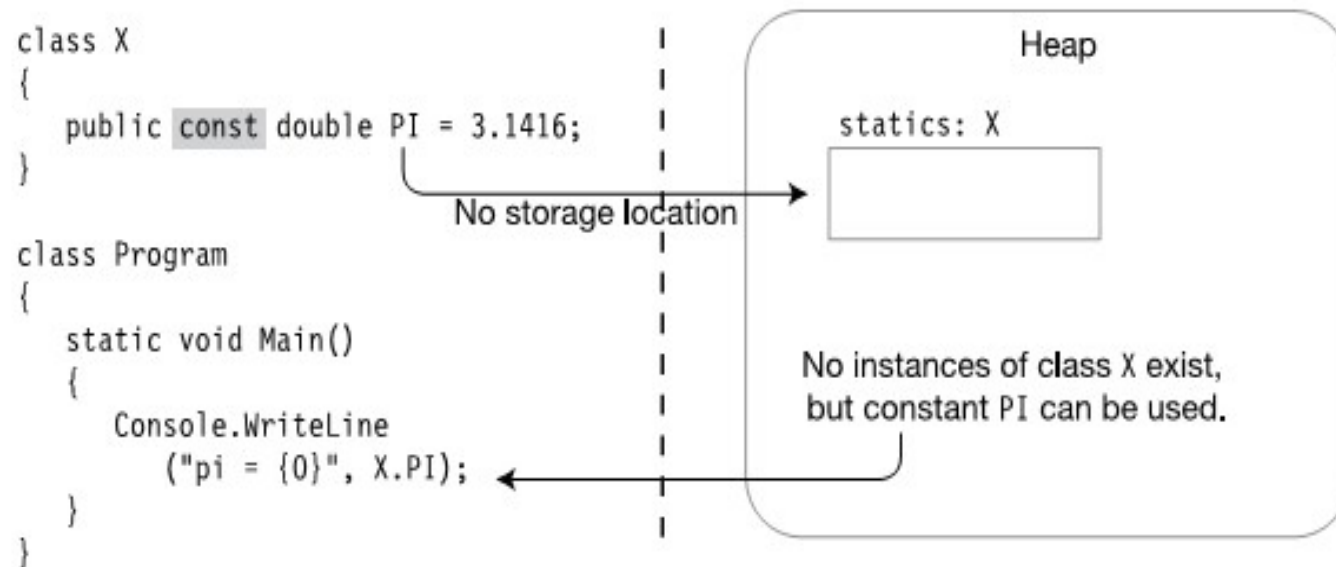 class X
{
public const double PI = 3.1416;
}
class Program
{
static void Main()
{
Console.WriteLine
("pi = {0}", X.PI);
}
}
No storage location
Heap
statics: X
No instances of class X exist,
but constant PI can be used.